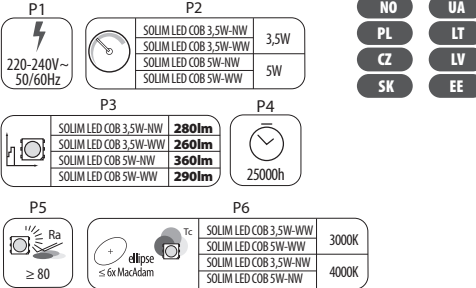 P1
220-240V~
50/60Hz
P2
SOLIM LED COB 3,5W-NW
SOLIM LED COB 3,5W-WW
3,5W
SOLIM LED COB 5W-NW
SOLIM LED COB 5W-WW
5W
NO
UA
PL
LT
CZ
LV
SK
EE
P3
SOLIM LED COB 3,5W-NW 280lm
SOLIM LED COB 3,5W-WW 260lm
SOLIM LED COB 5W-NW 360lm
SOLIM LED COB 5W-WW 290lm
P4
25000h
P5
Ra
≥ 80
P6
ellipse
≤ 6x MacAdam
Tc
SOLIM LED COB 3,5W-WW
SOLIM LED COB 5W-WW
3000K
SOLIM LED COB 3,5W-NW
SOLIM LED COB 5W-NW
4000K